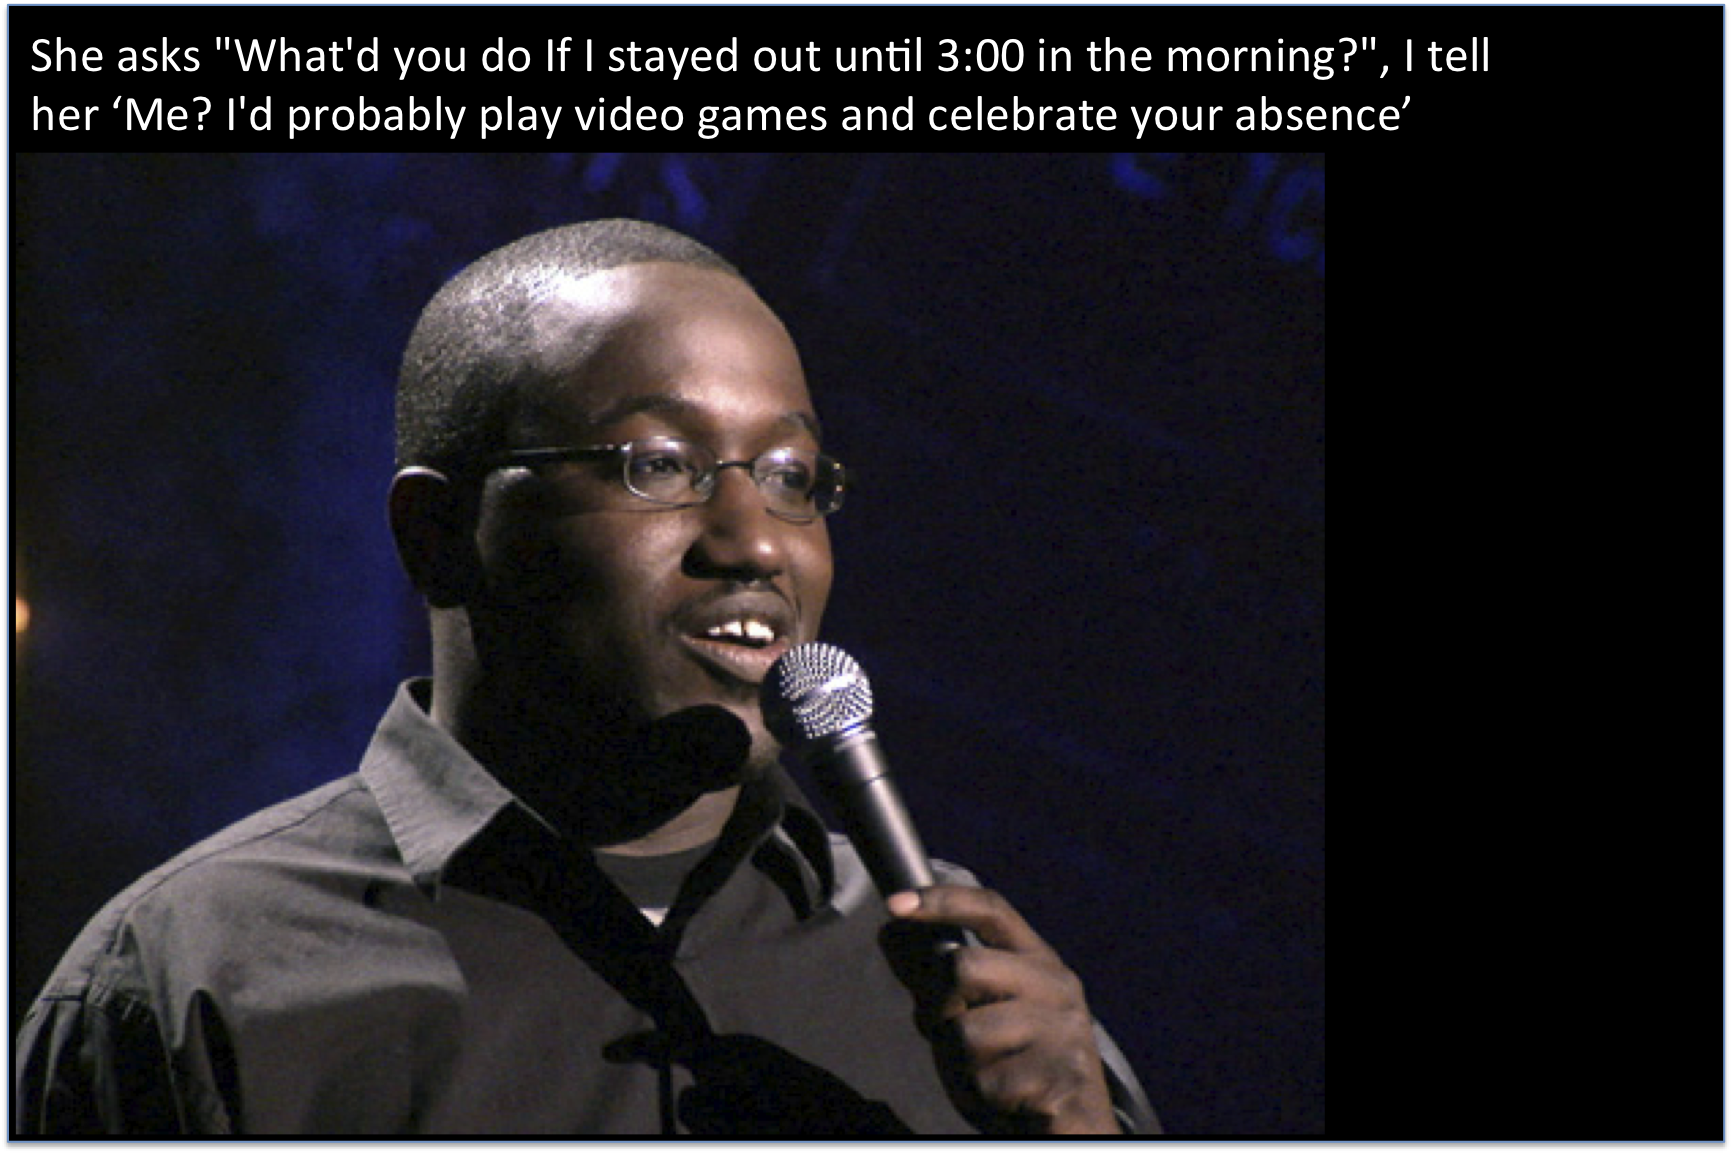 She asks "What'd you do If I stayed out until 3:00 in the morning?", I tell
her ‘Me? I'd probably play video games and celebrate your absence’